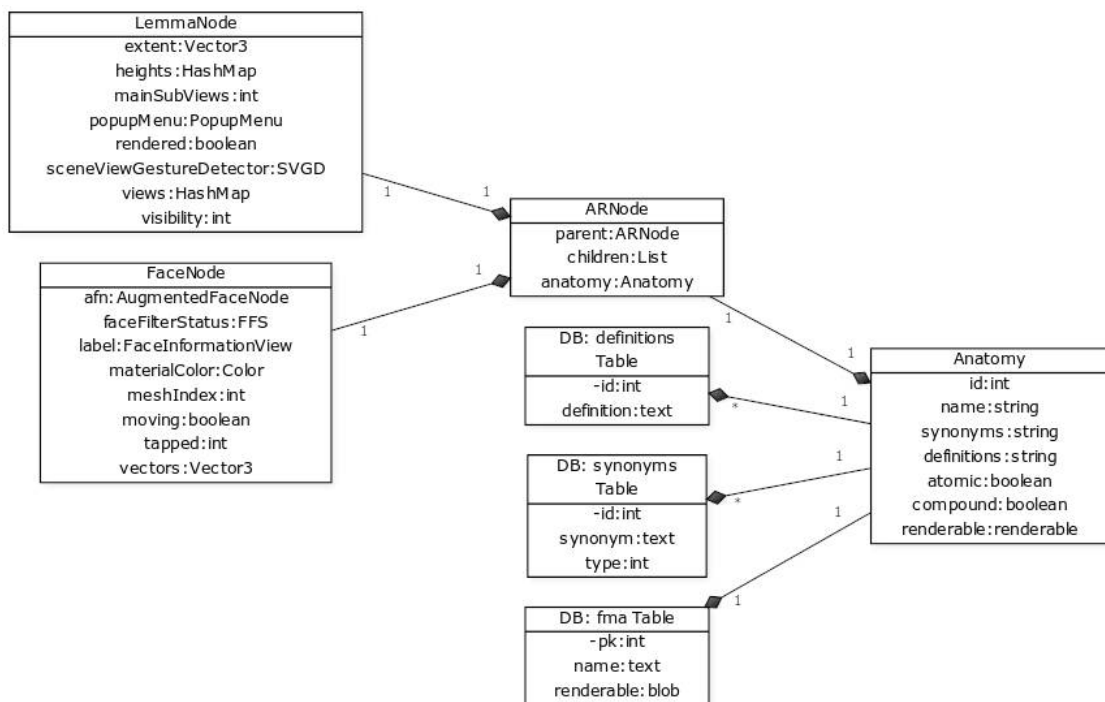 LemmaNode
extent:Vector3
heights:HashMap
mainSubViews:int
popupMenu:PopupMenu
rendered:boolean
sceneViewGestureDetector:SVGD
views:HashMap
visibility:int
1
1
FaceNode
afn:AugmentedFaceNode
faceFilterStatus:FFS
label:FaceInformationView
materialColor:Color
meshIndex:int
moving:boolean
tapped:int
vectors:Vector3
1
1
ARNode
parent:ARNode
children:List
anatomy:Anatomy
1
1
DB: definitions
Table
-id:int
definition:text
*
1
DB: synonyms
Table
-id:int
synonym:text
type:int
*
1
DB: fma Table
-pk:int
name:text
renderable:blob
1
1
Anatomy
id:int
name:string
synonyms:string
definitions:string
atomic:boolean
compound:boolean
renderable:renderable